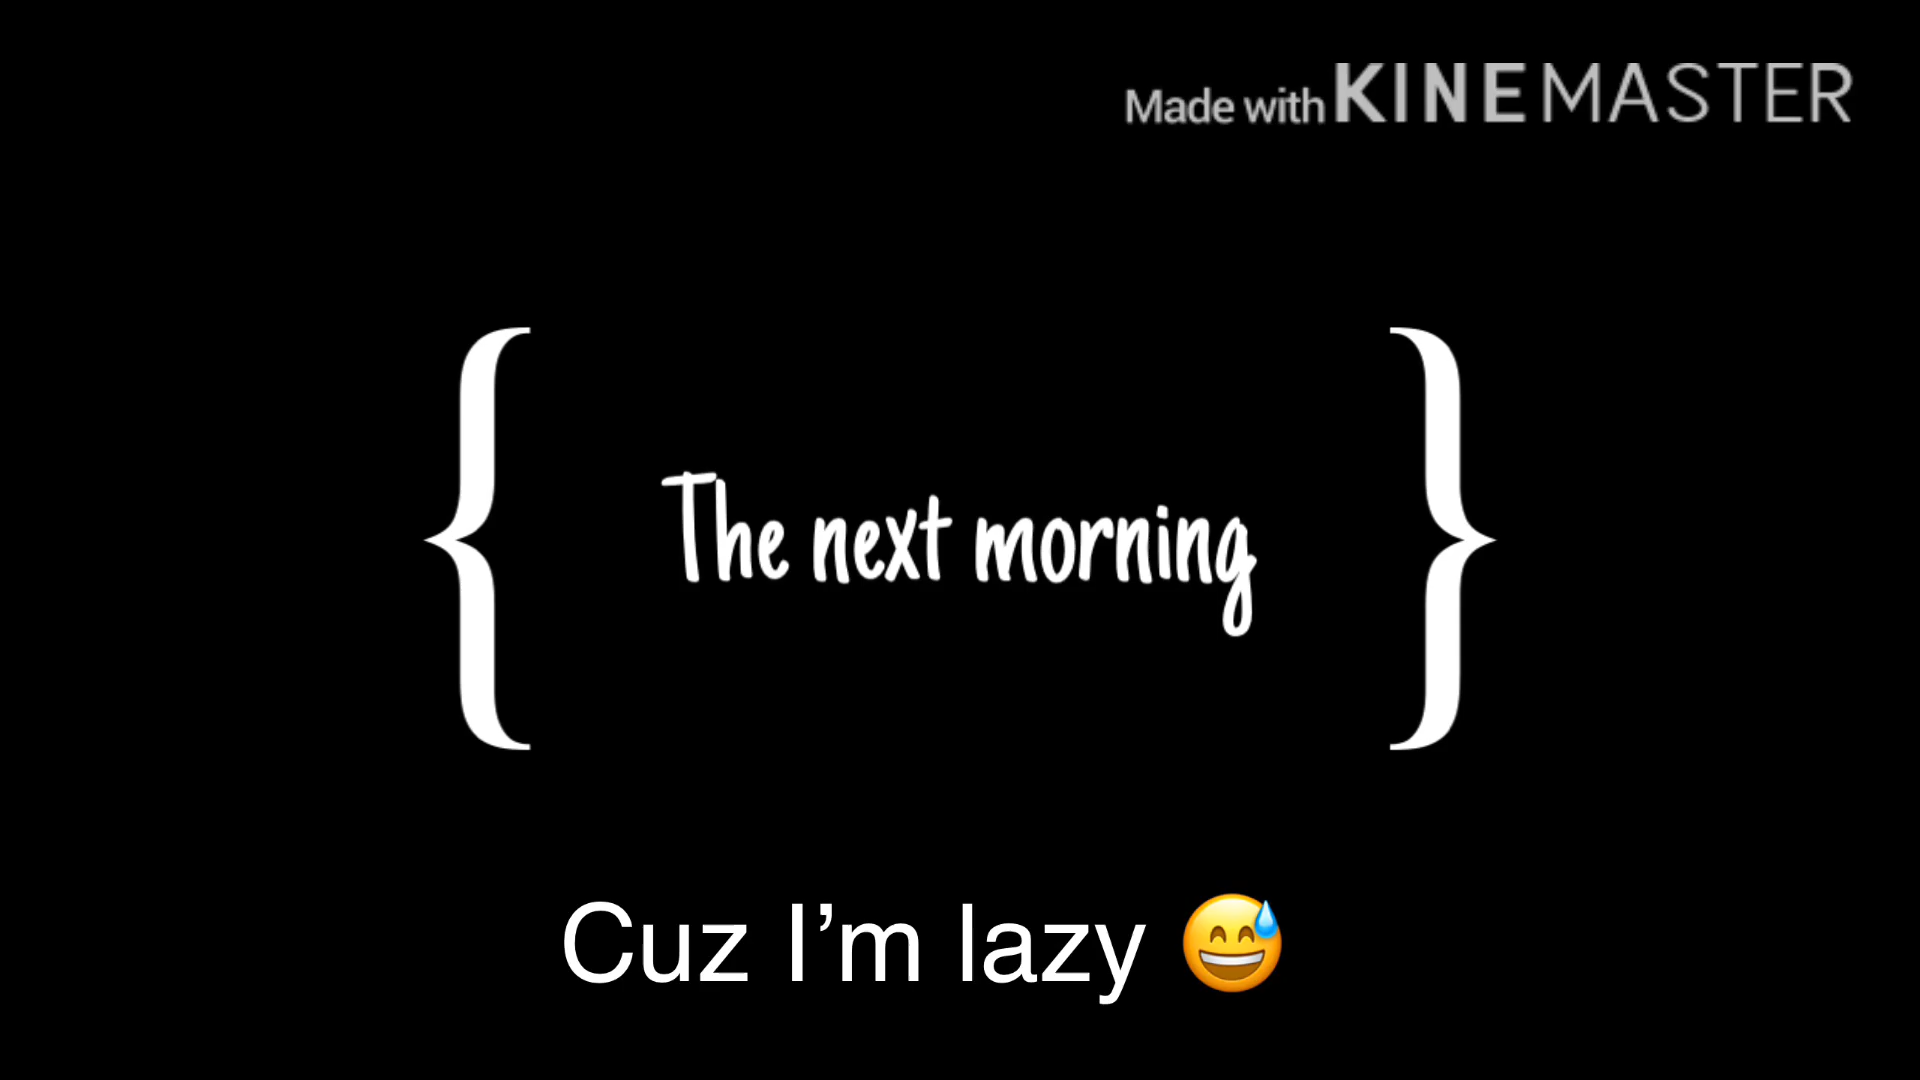 Made with KINEMASTER
{ The next morning }
Cuz I’m lazy 😅